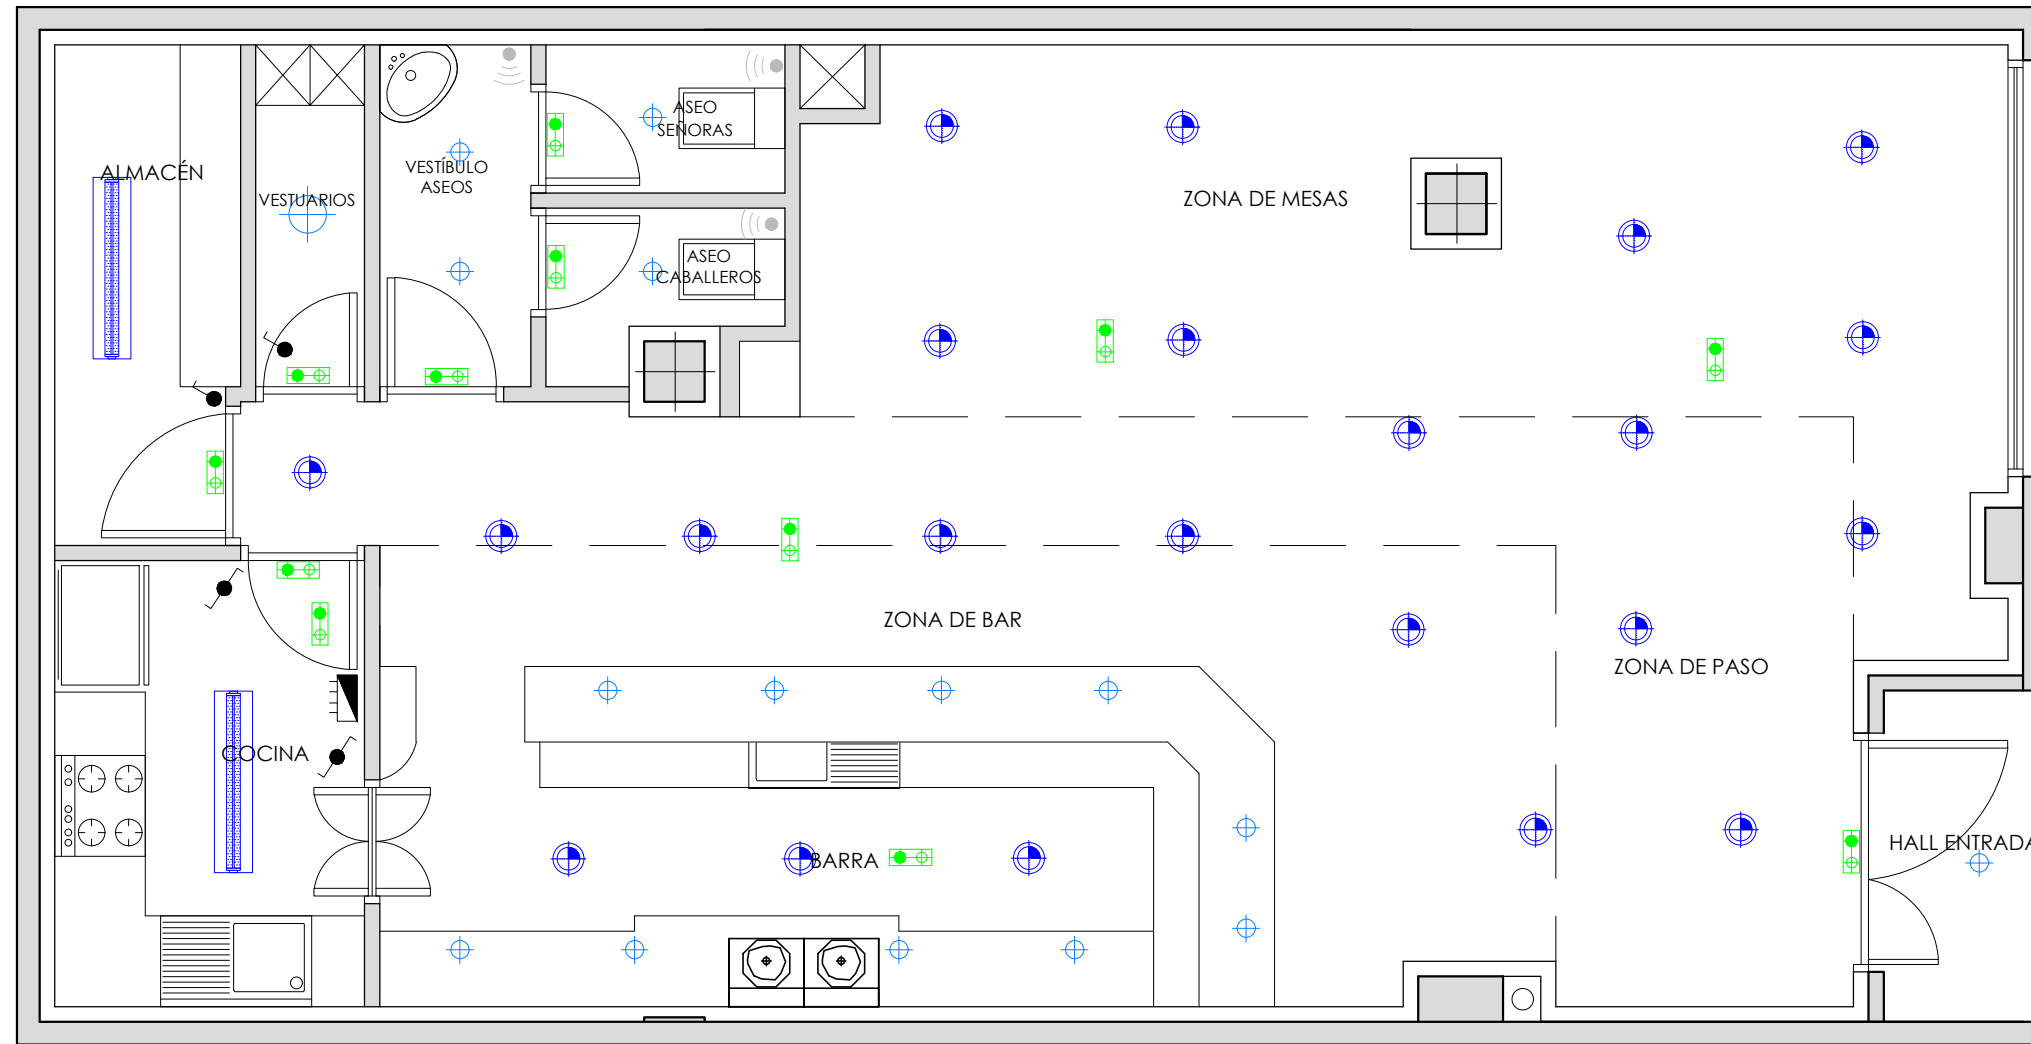 ASEO
SEÑORAS
ALMACÉN
VESTÍBULO
ASEOS
VESTUARIOS
ZONA DE MESAS
ASEO
CABALLEROS
ZONA DE BAR
ZONA DE PASO
COCINA
BARRA
HALL ENTRADA